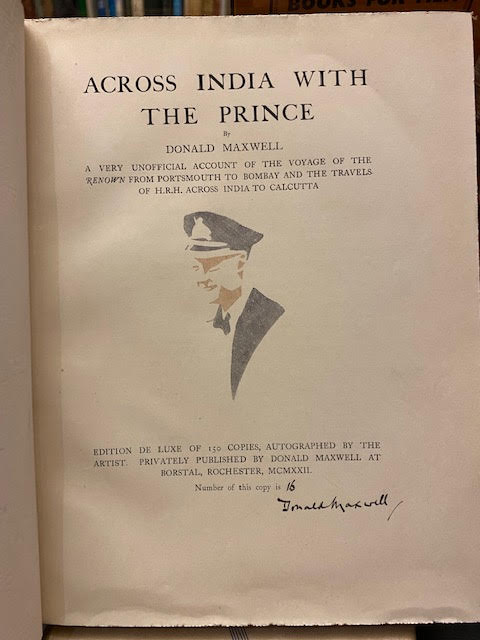 BOOKS FOR
ACROSS INDIA WITH
THE PRINCE
By
DONALD MAXWELL
A VERY UNOFFICIAL ACCOUNT OF THE VOYAGE OF THE
RENOWN FROM PORTSMOUTH TO BOMBAY AND THE TRAVELS
OF H.R.H. ACROSS INDIA TO CALCUTTA
EDITION DE LUXE OF 150 COPIES, AUTOGRAPHED BY THE
ARTIST. PRIVATELY PUBLISHED BY DONALD MAXWELL AT
BORSTAL, ROCHESTER, MCMXXII.
Number of this copy is 16
Donald Maxwell